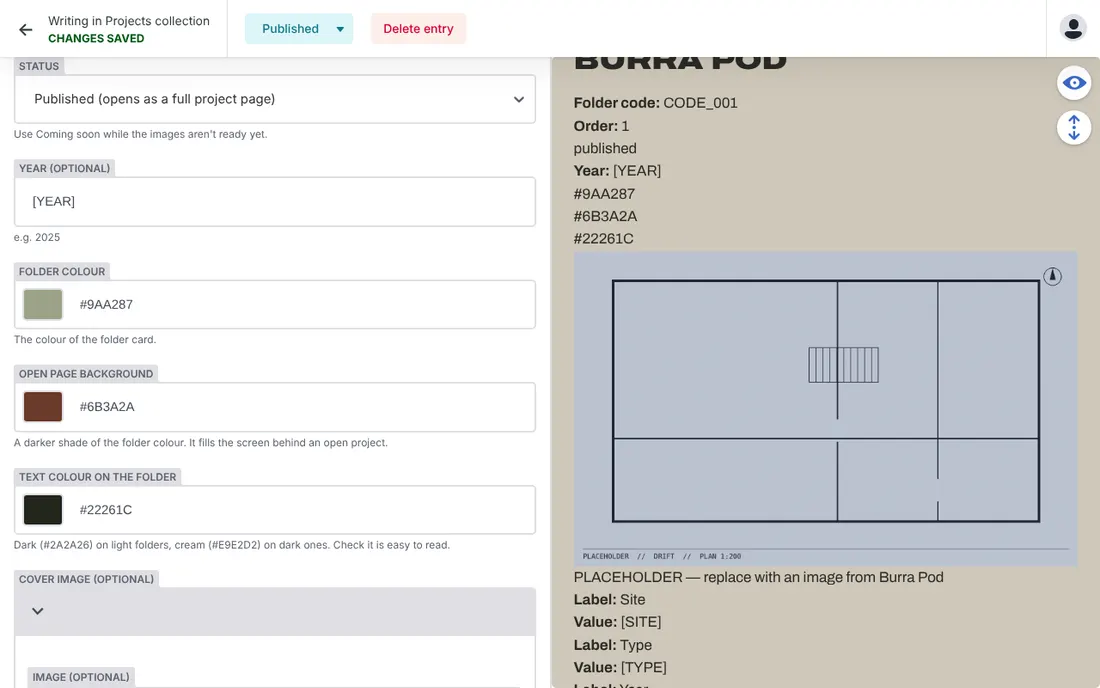 Writing in Projects collection
CHANGES SAVED
Published
Delete entry
STATUS
Published (opens as a full project page)
Use Coming soon while the images aren't ready yet.
YEAR (OPTIONAL)
[YEAR]
e.g. 2025
FOLDER COLOUR
#9AA287
The colour of the folder card.
OPEN PAGE BACKGROUND
#6B3A2A
A darker shade of the folder colour. It fills the screen behind an open project.
TEXT COLOUR ON THE FOLDER
#22261C
Dark (#2A2A26) on light folders, cream (#E9E2D2) on dark ones. Check it is easy to read.
COVER IMAGE (OPTIONAL)
IMAGE (OPTIONAL)
BURRA POD
Folder code: CODE_001
Order: 1
published
Year: [YEAR]
#9AA287
#6B3A2A
#22261C
PLACEHOLDER // DRIFT // PLAN 1:200
PLACEHOLDER — replace with an image from Burra Pod
Label: Site
Value: [SITE]
Label: Type
Value: [TYPE]
Label: Year